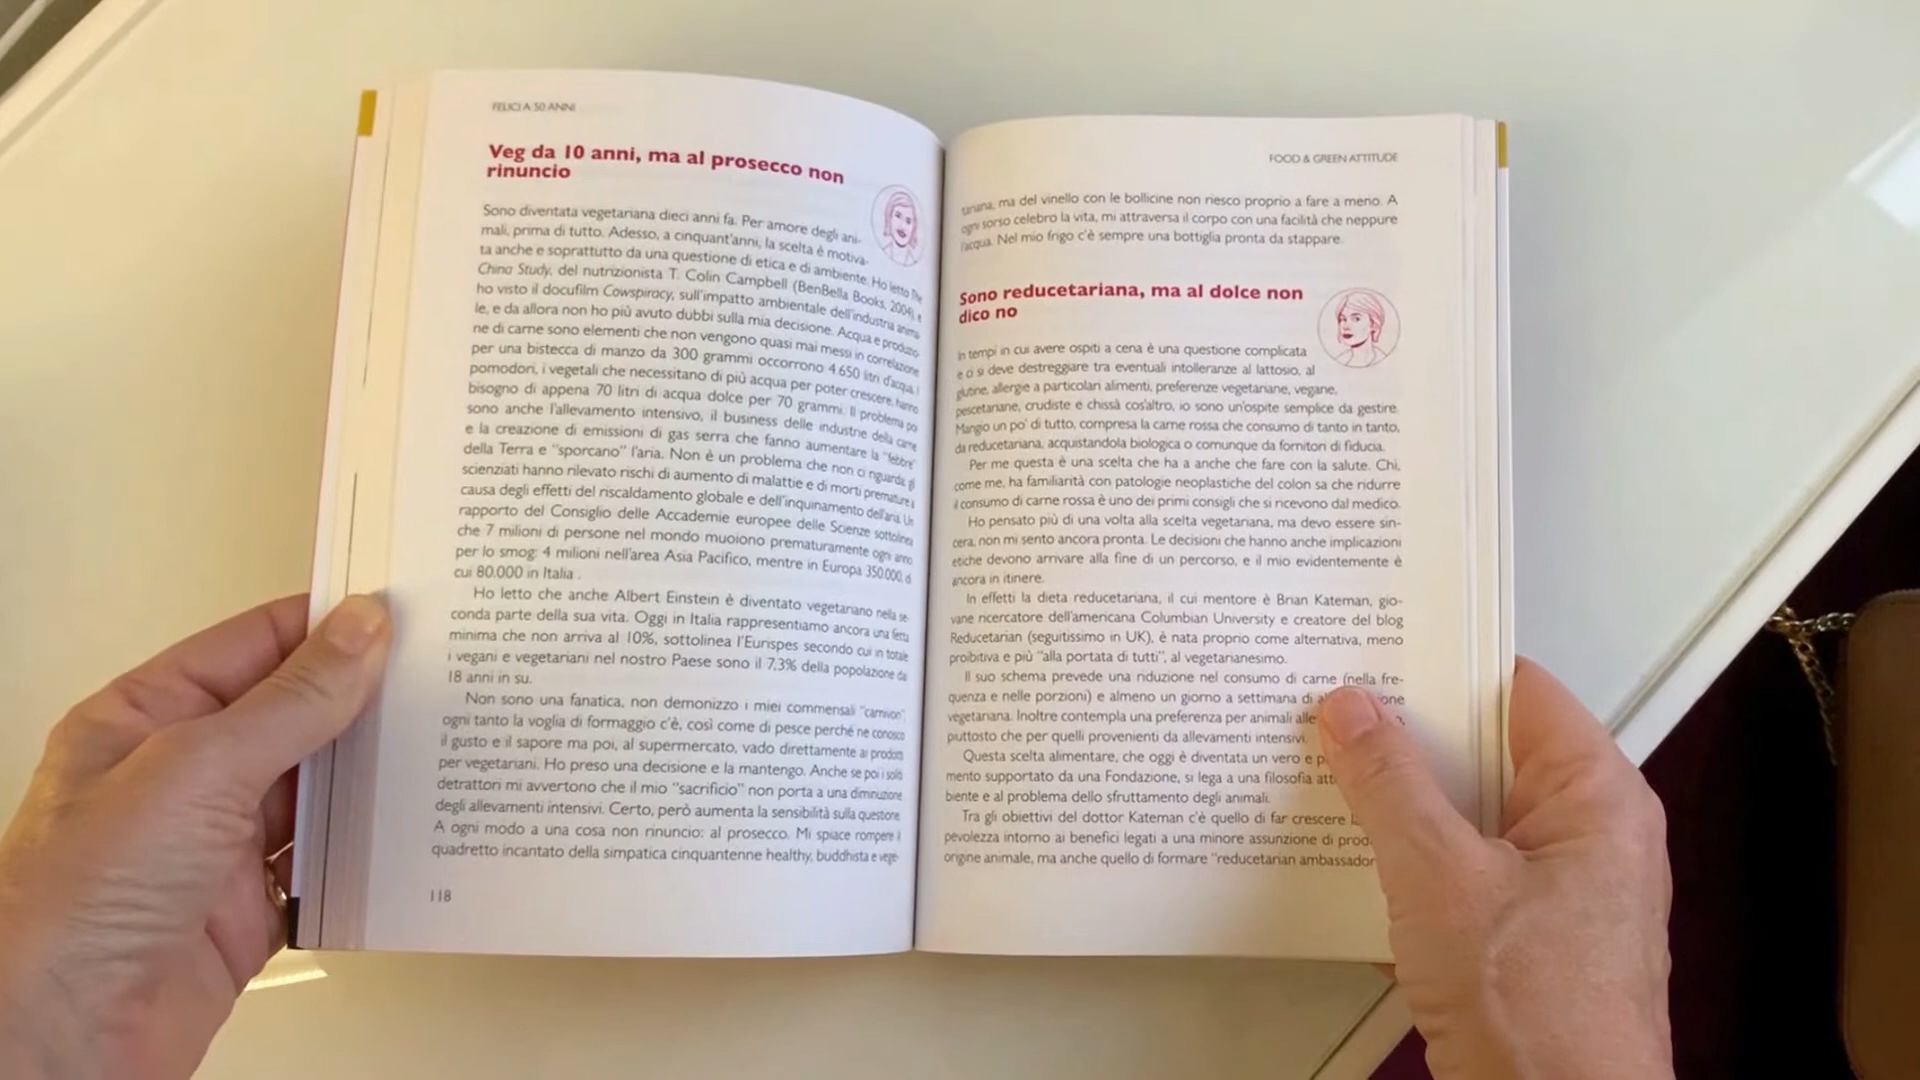 FELICI A 50 ANNI
Veg da 10 anni, ma al prosecco non
rinuncio
Sono diventata vegetariana dieci anni fa. Per amore degli ani-
mali, prima di tutto. Adesso, a cinquant'anni, la scelta è motiva-
ta anche e soprattutto da una questione di etica e di ambiente. Ho letto The
China Study, del nutrizionista T. Colin Campbell (BenBella Books, 2004), e
ho visto il docufilm Cowspiracy, sull'impatto ambientale dell'industria anima-
le, e da allora non ho più avuto dubbi sulla mia decisione. Acqua e produzio-
ne di carne sono elementi che non vengono quasi mai messi in correlazione
per una bistecca di manzo da 300 grammi occorrono 4.650 litri d'acqua, i
pomodori, i vegetali che necessitano di più acqua per poter crescere, hanno
bisogno di appena 70 litri di acqua dolce per 70 grammi. Il problema poi
sono anche l'allevamento intensivo, il business delle industrie della carne
e la creazione di emissioni di gas serra che fanno aumentare la "febbre"
della Terra e "sporcano" l'aria. Non è un problema che non ci riguarda: gli
scienziati hanno rilevato rischi di aumento di malattie e di morti premature a
causa degli effetti del riscaldamento globale e dell'inquinamento dell'aria. Un
rapporto del Consiglio delle Accademie europee delle Scienze sottolinea
che 7 milioni di persone nel mondo muoiono prematuramente ogni anno
per lo smog: 4 milioni nell'area Asia Pacifico, mentre in Europa 350.000, di
cui 80.000 in Italia .
Ho letto che anche Albert Einstein è diventato vegetariano nella se-
conda parte della sua vita. Oggi in Italia rappresentiamo ancora una fetta
minima che non arriva al 10%, sottolinea l'Eurispes secondo cui in totale
i vegani e vegetariani nel nostro Paese sono il 7,3% della popolazione da
18 anni in su.
Non sono una fanatica, non demonizzo i miei commensali "carnivori",
ogni tanto la voglia di formaggio c'è, così come di pesce perché ne conosco
il gusto e il sapore ma poi, al supermercato, vado direttamente ai prodotti
per vegetariani. Ho preso una decisione e la mantengo. Anche se poi i soliti
detrattori mi avvertono che il mio "sacrificio" non porta a una diminuzione
degli allevamenti intensivi. Certo, però aumenta la sensibilità sulla questione.
A ogni modo a una cosa non rinuncio: al prosecco. Mi spiace rompere il
quadretto incantato della simpatica cinquantenne healthy, buddhista e vege-
118
FOOD & GREEN ATTITUDE
tariana, ma del vinello con le bollicine non riesco proprio a fare a meno. A
ogni sorso celebro la vita, mi attraversa il corpo con una facilità che neppure
l'acqua. Nel mio frigo c'è sempre una bottiglia pronta da stappare.
Sono reducetariana, ma al dolce non
dico no
In tempi in cui avere ospiti a cena è una questione complicata
e o si deve destreggiare tra eventuali intolleranze al lattosio, al
glutine, allergie a particolari alimenti, preferenze vegetariane, vegane,
pescetariane, crudiste e chissà cos'altro, io sono un'ospite semplice da gestire.
Mangio un po' di tutto, compresa la carne rossa che consumo di tanto in tanto,
da reducetariana, acquistandola biologica o comunque da fornitori di fiducia.
Per me questa è una scelta che ha a anche che fare con la salute. Chi,
come me, ha familiarità con patologie neoplastiche del colon sa che ridurre
il consumo di carne rossa è uno dei primi consigli che si ricevono dal medico.
Ho pensato più di una volta alla scelta vegetariana, ma devo essere sin-
cera, non mi sento ancora pronta. Le decisioni che hanno anche implicazioni
etiche devono arrivare alla fine di un percorso, e il mio evidentemente è
ancora in itinere.
In effetti la dieta reducetariana, il cui mentore è Brian Kateman, gio-
vane ricercatore dell'americana Columbian University e creatore del blog
Reducetarian (seguitissimo in UK), è nata proprio come alternativa, meno
proibitiva e più "alla portata di tutti", al vegetarianesimo.
Il suo schema prevede una riduzione nel consumo di carne (nella fre-
quenza e nelle porzioni) e almeno un giorno a settimana di
vegetariana. Inoltre contempla una preferenza per animali
piuttosto che per quelli provenienti da allevamenti intensivi.
Questa scelta alimentare, che oggi è diventata un vero e
mento supportato da una Fondazione, si lega a una filosofia
biente e al problema dello sfruttamento degli animali.
Tra gli obiettivi del dottor Kateman c'è quello di far crescere
pevolezza intorno ai benefici legati a una minore assunzione di
origine animale, ma anche quello di formare "reducetarian